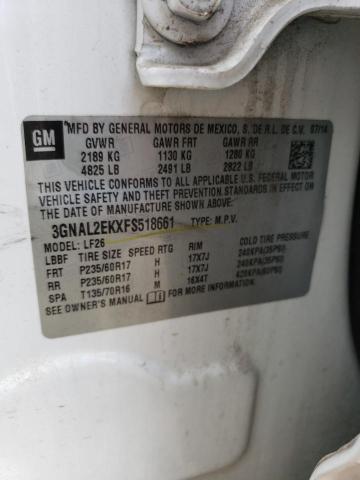 GM
MFD BY GENERAL MOTORS DE MEXICO, S. DE R.L. DE C.V. 07/14
GVWR GAWR FRT GAWR RR
2189 KG 1130 KG 1280 KG
4825 LB 2491 LB 2822 LB
THIS VEHICLE CONFORMS TO ALL APPLICABLE U.S. FEDERAL MOTOR
VEHICLE SAFETY, BUMPER, AND THEFT PREVENTION
STANDARDS IN EFFECT ON THE DATE OF MANUFACTURE SHOWN ABOVE.
3GNAL2EKXFS518661 TYPE: M.P.V.
MODEL: LF26
LBBF TIRE SIZE SPEED RTG RIM COLD TIRE PRESSURE
FRT P235/60R17 H 17X7J 240KPA(35PSI)
RR P235/60R17 H 17X7J 240KPA(35PSI)
SPA T135/70R16 M 16X4T 420KPA(60PSI)
SEE OWNER'S MANUAL FOR ADDITIONAL INFORMATION.